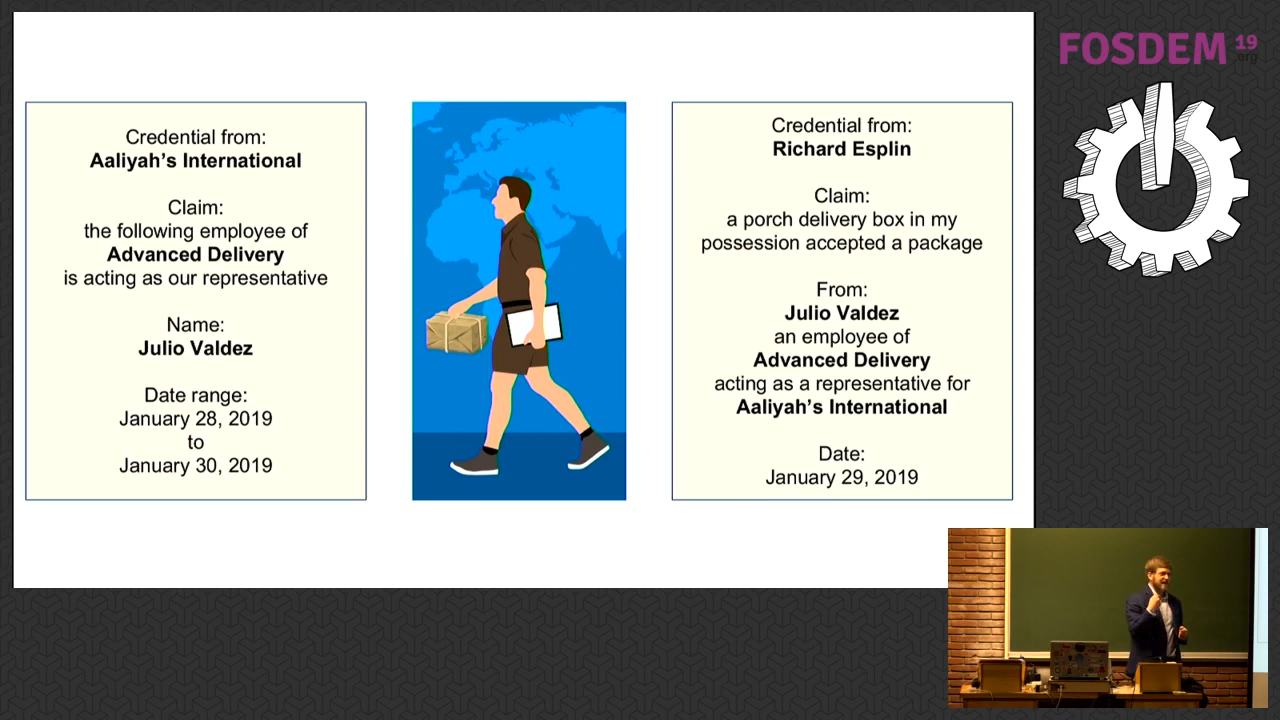 Credential from:
Aaliyah's International
Claim:
the following employee of
Advanced Delivery
is acting as our representative
Name:
Julio Valdez
Date range:
January 28, 2019
to
January 30, 2019
Credential from:
Richard Esplin
Claim:
a porch delivery box in my
possession accepted a package
From:
Julio Valdez
an employee of
Advanced Delivery
acting as a representative for
Aaliyah's International
Date:
January 29, 2019
FOSDEM 19
.org